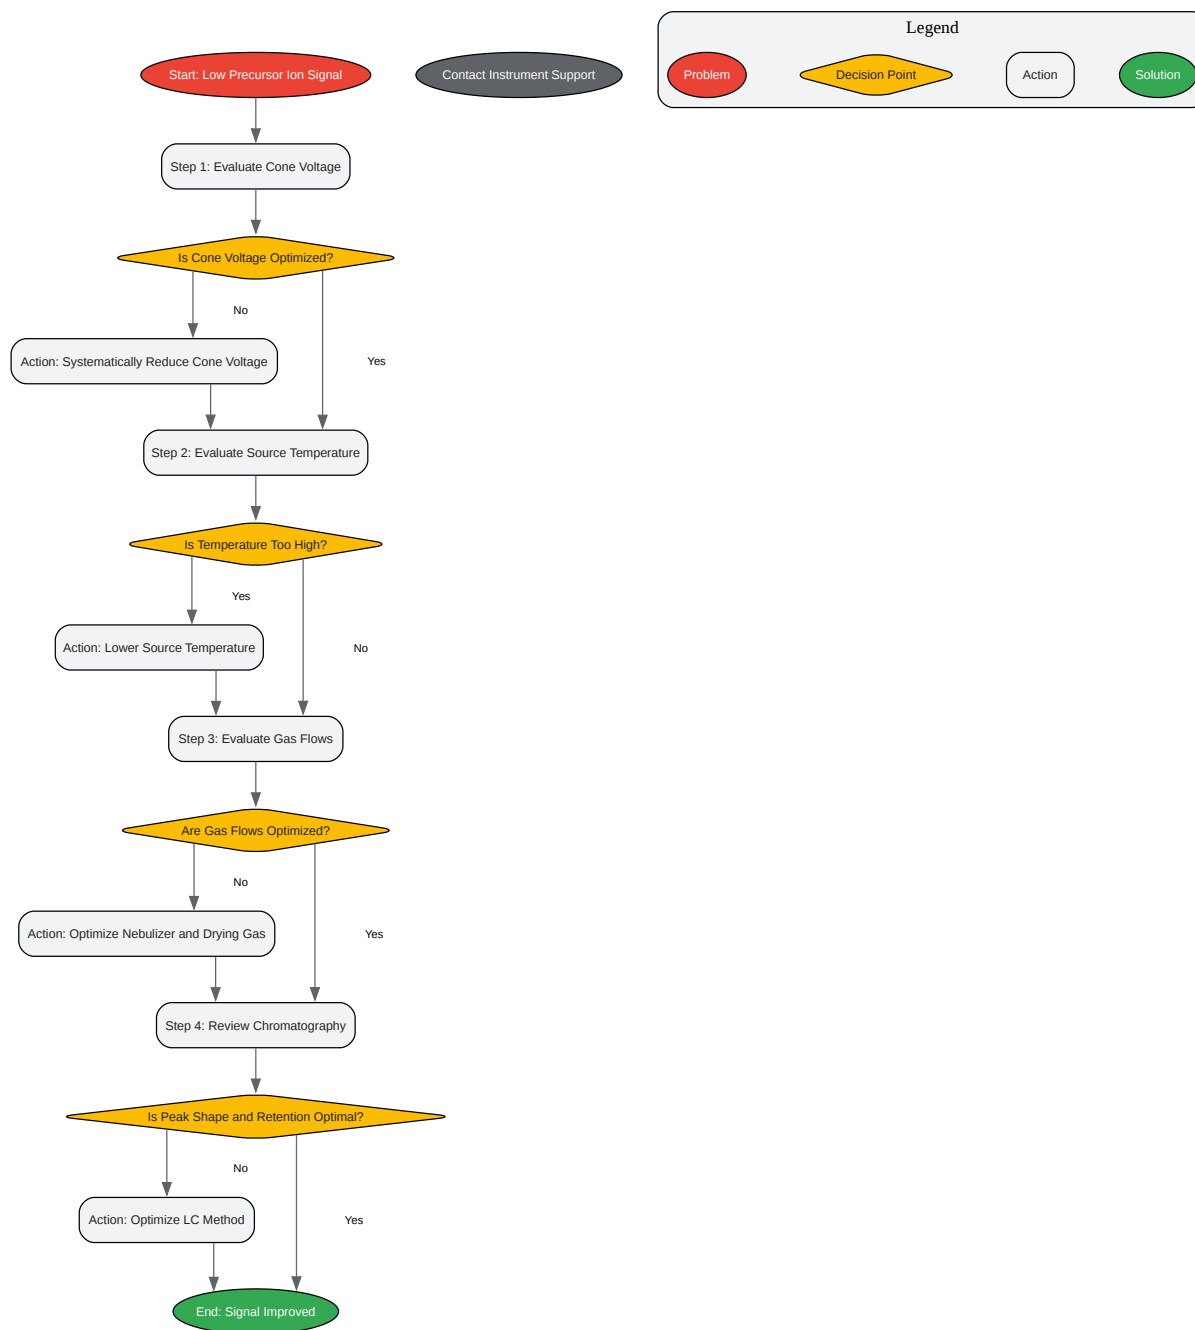 Legend
Start: Low Precursor Ion Signal
Contact Instrument Support
Problem
Decision Point
Action
Solution
Step 1: Evaluate Cone Voltage
Is Cone Voltage Optimized?
No
Yes
Action: Systematically Reduce Cone Voltage
Step 2: Evaluate Source Temperature
Is Temperature Too High?
Yes
No
Action: Lower Source Temperature
Step 3: Evaluate Gas Flows
Are Gas Flows Optimized?
No
Yes
Action: Optimize Nebulizer and Drying Gas
Step 4: Review Chromatography
Is Peak Shape and Retention Optimal?
No
Yes
Action: Optimize LC Method
End: Signal Improved